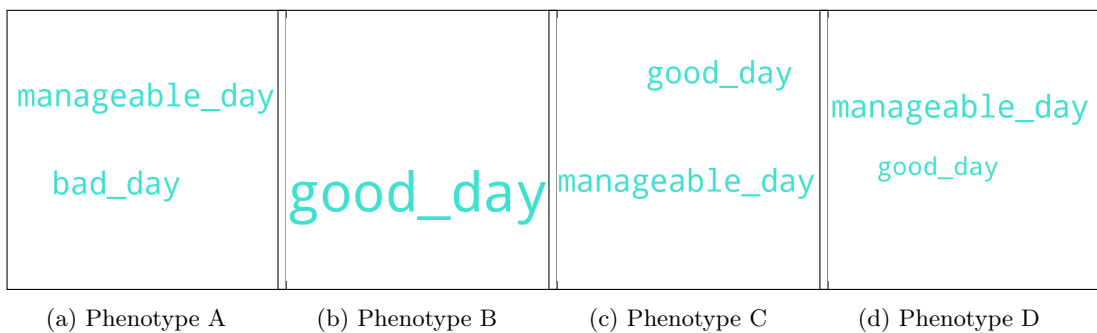 manageable_day
bad_day
(a) Phenotype A
good_day
(b) Phenotype B
good_day
manageable_day
(c) Phenotype C
manageable_day
good_day
(d) Phenotype D